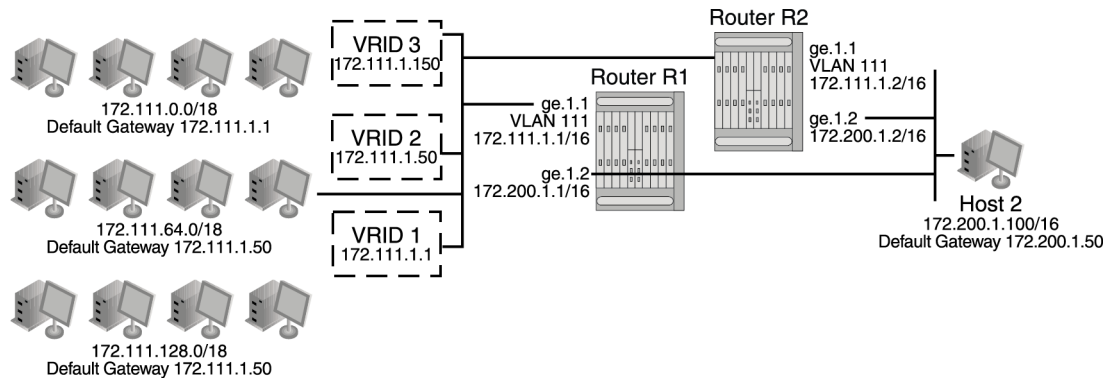 172.111.0.0/18
Default Gateway 172.111.1.1
172.111.64.0/18
Default Gateway 172.111.1.50
172.111.128.0/18
Default Gateway 172.111.1.50
VRID 3
172.111.1.150
VRID 2
172.111.1.50
VRID 1
172.111.1.1
Router R1
ge.1.1
VLAN 111
172.111.1.1/16
ge.1.2
172.200.1.1/16
Router R2
ge.1.1
VLAN 111
172.111.1.2/16
ge.1.2
172.200.1.2/16
Host 2
172.200.1.100/16
Default Gateway 172.200.1.50